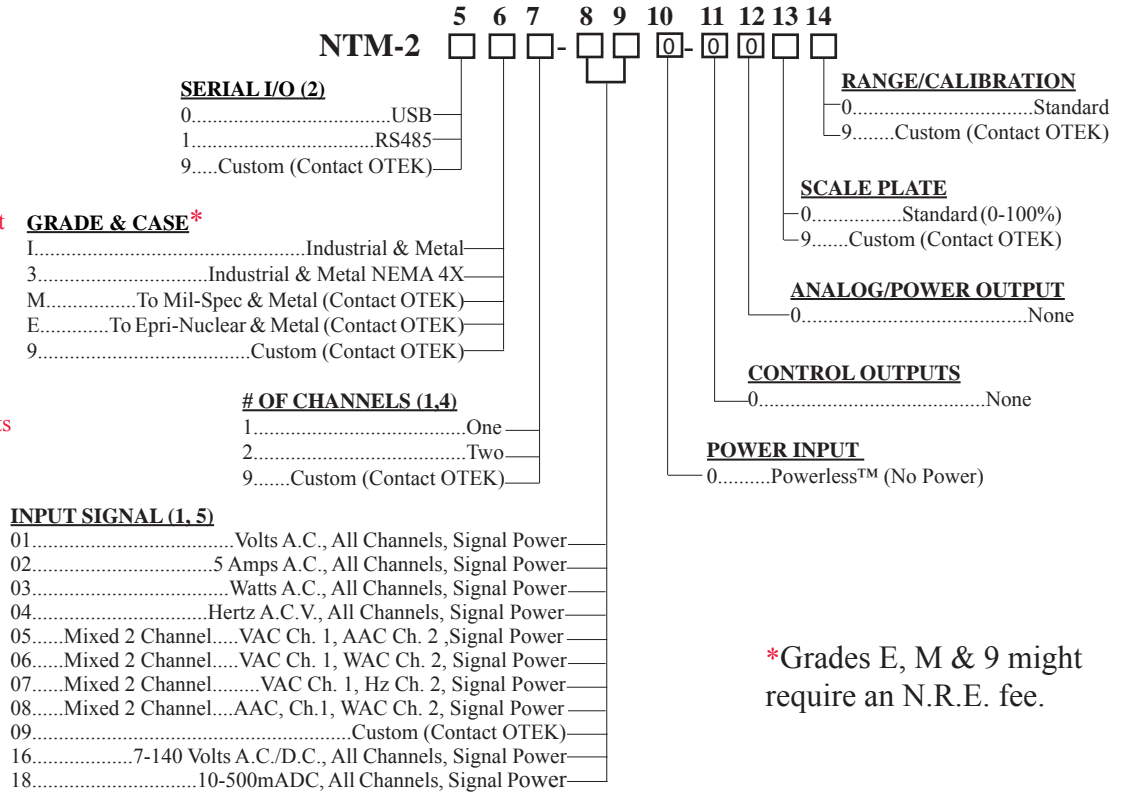 5 6 7 8 9 10 11 12 13 14
NTM-2 - 0 - 0 0
SERIAL I/O (2)
0.....................................USB
1..................................RS485
9.....Custom (Contact OTEK)
RANGE/CALIBRATION
0..................................Standard
9........Custom (Contact OTEK)
SCALE PLATE
0.................Standard (0-100%)
9.......Custom (Contact OTEK)
t
GRADE & CASE*
I...................................................Industrial & Metal
3................................Industrial & Metal NEMA 4X
M..............To Mil-Spec & Metal (Contact OTEK)
E.............To Epri-Nuclear & Metal (Contact OTEK)
9........................................Custom (Contact OTEK)
ANALOG/POWER OUTPUT
0...........................................None
CONTROL OUTPUTS
0...........................................None
ts
# OF CHANNELS (1,4)
1........................................One
2........................................Two
9.......Custom (Contact OTEK)
POWER INPUT
0..........Powerless™ (No Power)
INPUT SIGNAL (1, 5)
01......................................Volts A.C., All Channels, Signal Power
02..................................5 Amps A.C., All Channels, Signal Power
03.....................................Watts A.C., All Channels, Signal Power
04.................................Hertz A.C.V., All Channels, Signal Power
05......Mixed 2 Channel.....VAC Ch. 1, AAC Ch. 2 ,Signal Power
06......Mixed 2 Channel.....VAC Ch. 1, WAC Ch. 2, Signal Power
07......Mixed 2 Channel.........VAC Ch. 1, Hz Ch. 2, Signal Power
08......Mixed 2 Channel....AAC, Ch.1, WAC Ch. 2, Signal Power
09............................................................Custom (Contact OTEK)
16..................7-140 Volts A.C./D.C., All Channels, Signal Power
18...............................10-500mADC, All Channels, Signal Power
*Grades E, M & 9 might
require an N.R.E. fee.